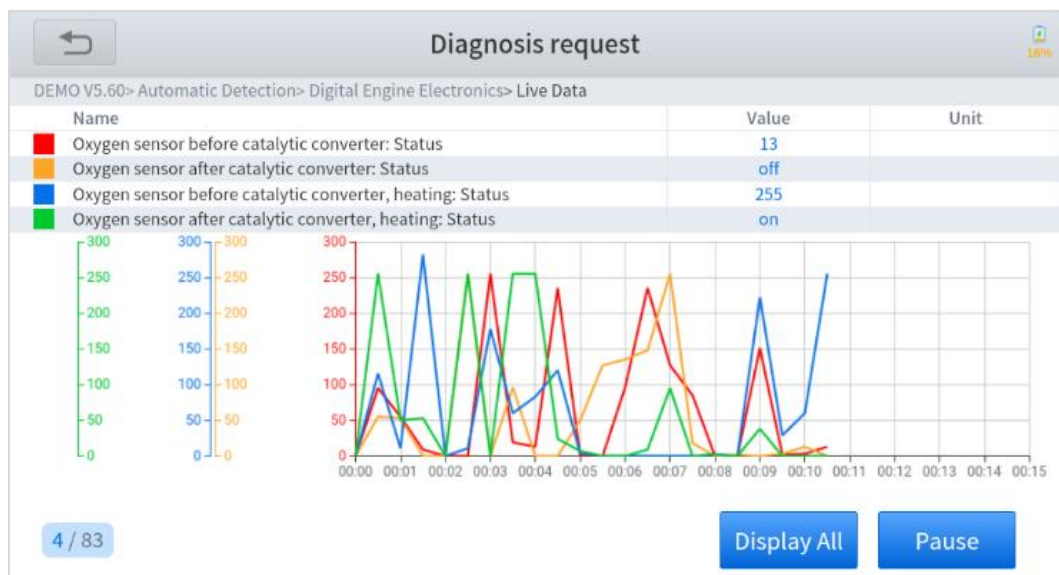 Diagnosis request
16%
DEMO V5.60> Automatic Detection> Digital Engine Electronics> Live Data
Name Value Unit
Oxygen sensor before catalytic converter: Status 13
Oxygen sensor after catalytic converter: Status off
Oxygen sensor before catalytic converter, heating: Status 255
Oxygen sensor after catalytic converter, heating: Status on
300 300 300 300
250 250 250 250
200 200 200 200
150 150 150 150
100 100 100 100
50 50 50 50
0 0 0 0
00:00 00:01 00:02 00:03 00:04 00:05 00:06 00:07 00:08 00:09 00:10 00:11 00:12 00:13 00:14 00:15
4 / 83
Display All
Pause